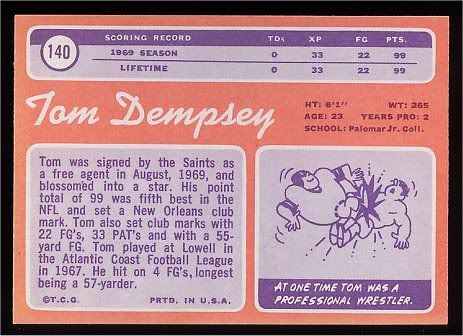 140
SCORING RECORD TDs XP FG PTS.
1969 SEASON 0 33 22 99
LIFETIME 0 33 22 99
Tom Dempsey
HT: 6'2" WT: 265
AGE: 23 YEARS PRO: 2
SCHOOL: Palomar Jr. Coll.
Tom was signed by the Saints as
a free agent in August, 1969, and
blossomed into a star. His point
total of 99 was fifth best in the
NFL and set a New Orleans club
mark. Tom also set club marks with
22 FG's, 33 PAT's and with a 55-
yard FG. Tom played at Lowell in
the Atlantic Coast Football League
in 1967. He hit on 4 FG's, longest
being a 57-yarder.
©T.C.G. PRTD. IN U.S.A.
AT ONE TIME TOM WAS A
PROFESSIONAL WRESTLER.